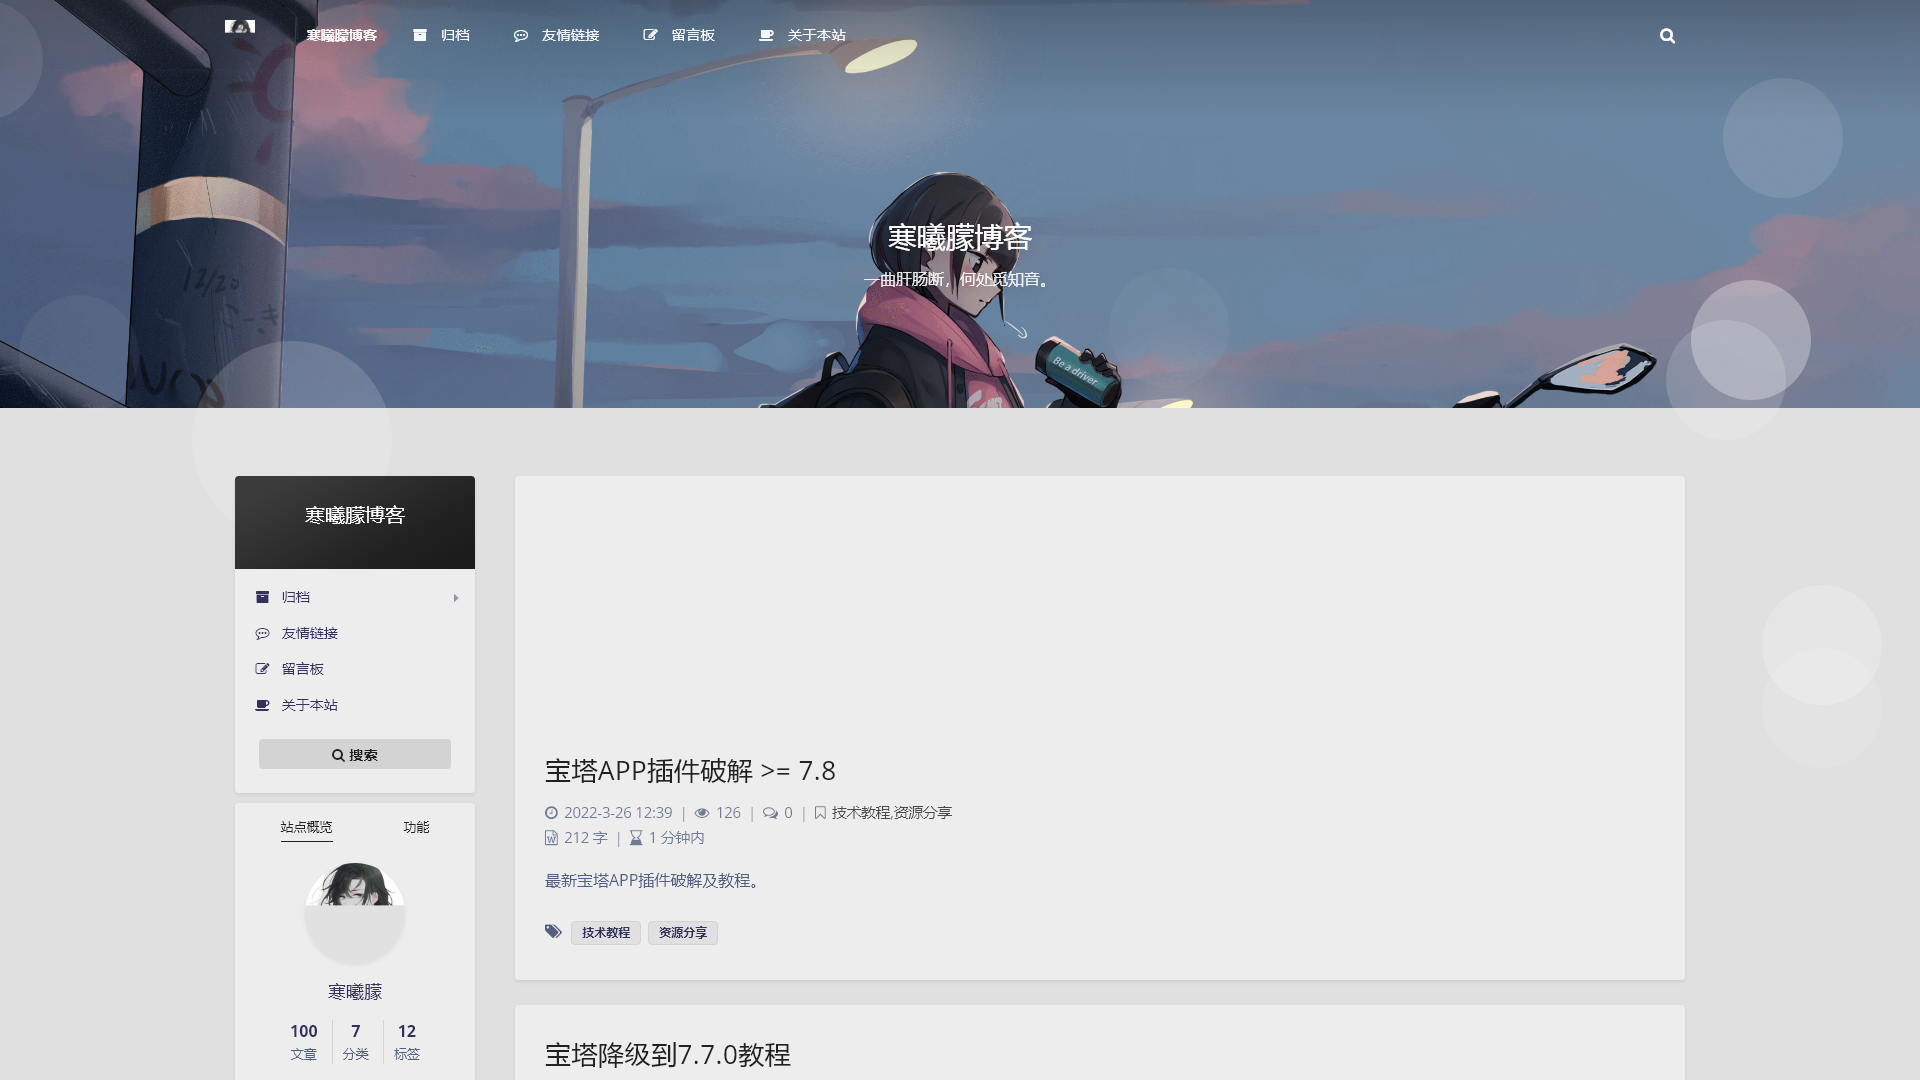 寒曦朦博客 归档 友情链接 留言板 关于本站
寒曦朦博客
一曲肝肠断，何处觅知音。
12/20
Be a driver
寒曦朦博客
归档
友情链接
留言板
关于本站
搜索
站点概览 功能
寒曦朦
100 7 12
文章 分类 标签
宝塔APP插件破解 >= 7.8
2022-3-26 12:39 | 126 | 0 | 技术教程,资源分享
212 字 | 1 分钟内
最新宝塔APP插件破解及教程。
技术教程 资源分享
宝塔降级到7.7.0教程